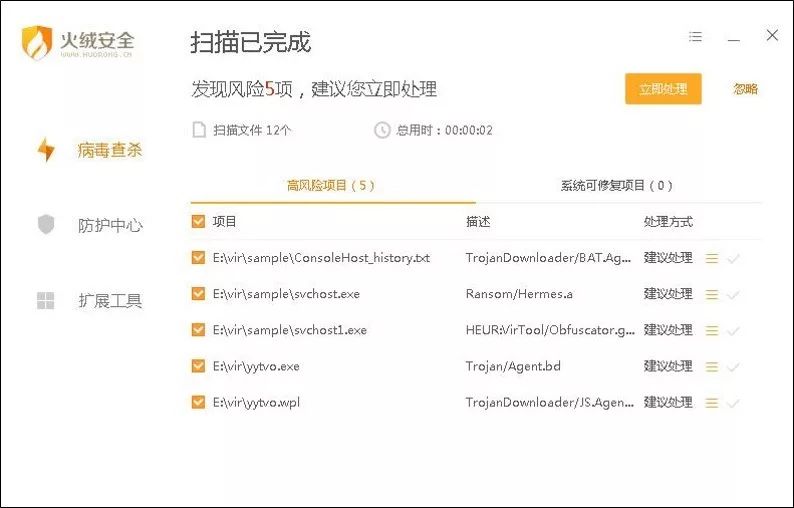 火绒安全
WWW.HUORONG.CN
扫描已完成
发现风险5项，建议您立即处理
立即处理
忽略
扫描文件 12个
总用时：00:00:02
病毒查杀
防护中心
扩展工具
高风险项目（5）
系统可修复项目（0）
项目 描述 处理方式
E:\vir\sample\ConsoleHost_history.txt TrojanDownloader/BAT.Ag... 建议处理
E:\vir\sample\svchost.exe Ransom/Hermes.a 建议处理
E:\vir\sample\svchost1.exe HEUR:VirTool/Obfuscator.g... 建议处理
E:\vir\yytvo.exe Trojan/Agent.bd 建议处理
E:\vir\yytvo.wpl TrojanDownloader/JS.Agen... 建议处理